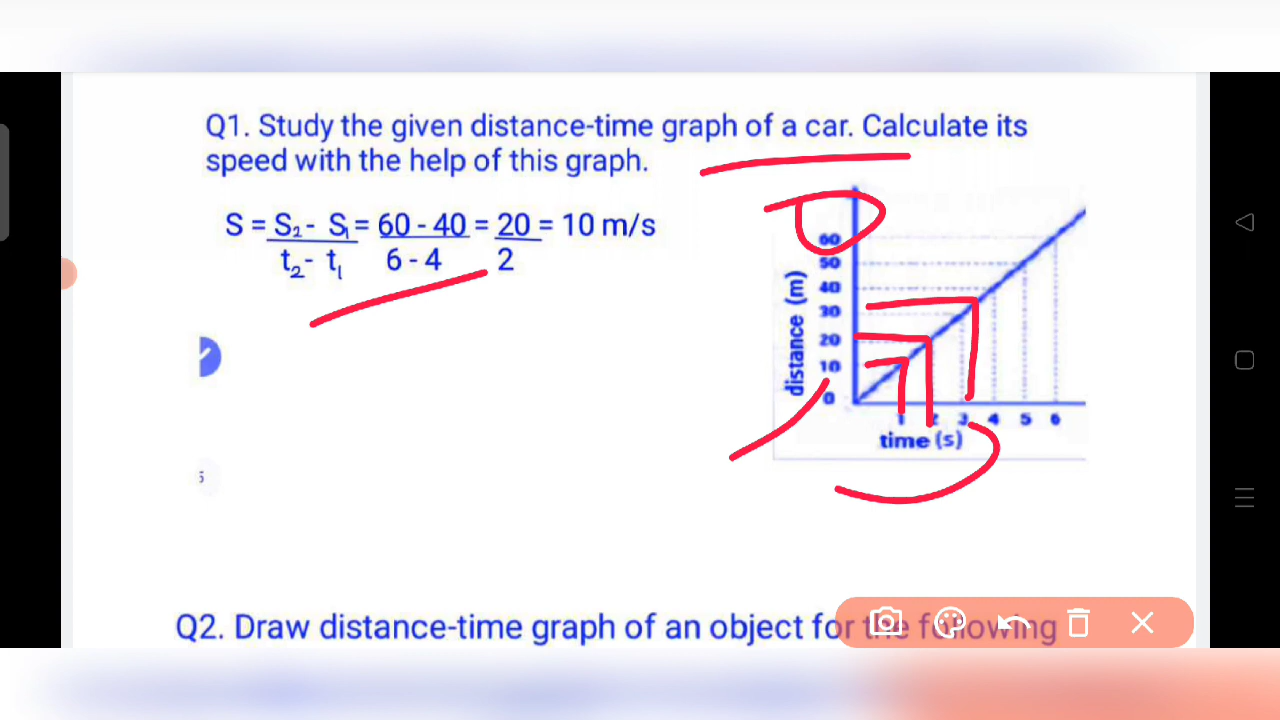 Q1. Study the given distance-time graph of a car. Calculate its
speed with the help of this graph.
S = S₂ - S₁ = 60 - 40 = 20 = 10 m/s
t₂ - t₁ 6 - 4 2
distance (m)
60
50
40
30
20
10
0
1 2 3 4 5 6
time (s)
5
Q2. Draw distance-time graph of an object for the following